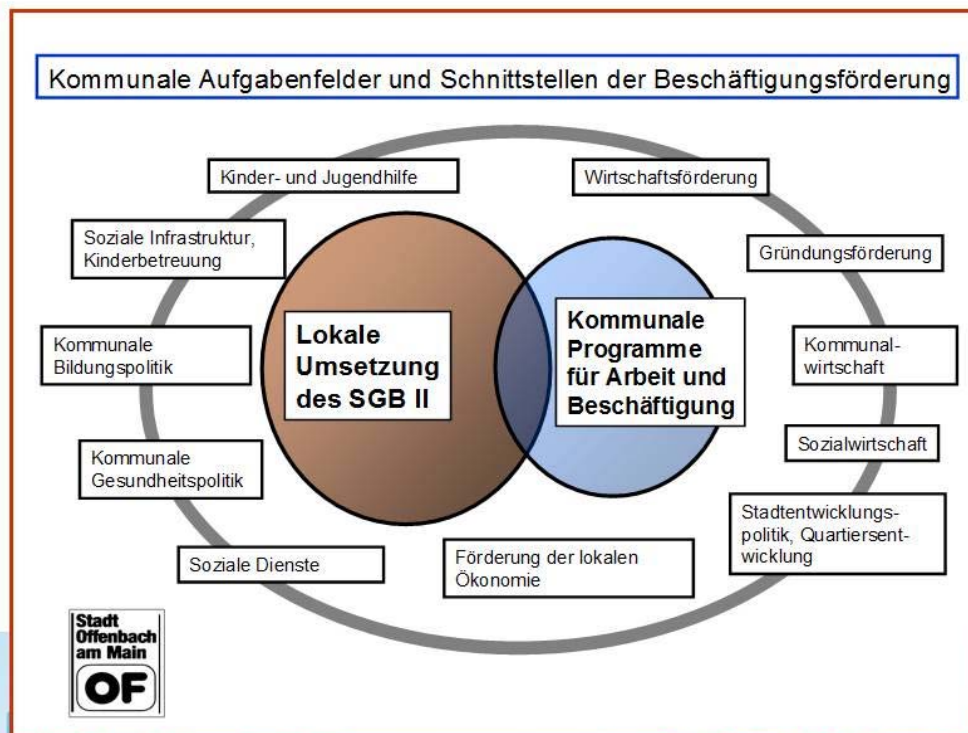 Kommunale Aufgabenfelder und Schnittstellen der Beschäftigungsförderung
Kinder- und Jugendhilfe
Wirtschaftsförderung
Soziale Infrastruktur,
Kinderbetreuung
Gründungsförderung
Lokale
Umsetzung
des SGB II
Kommunale
Programme
für Arbeit und
Beschäftigung
Kommunale
Bildungspolitik
Kommunal-
wirtschaft
Kommunale
Gesundheitspolitik
Sozialwirtschaft
Stadtentwicklungs-
politik, Quartiersent-
wicklung
Soziale Dienste
Förderung der lokalen
Ökonomie
Stadt
Offenbach
am Main
OF